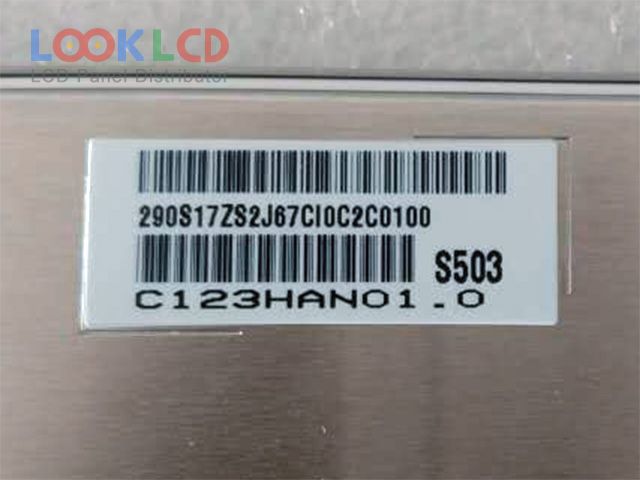 LOOKLCD
LCD Panel Distributor
290S17ZS2J67CI0C2C0100
S503
C123HAN01.0